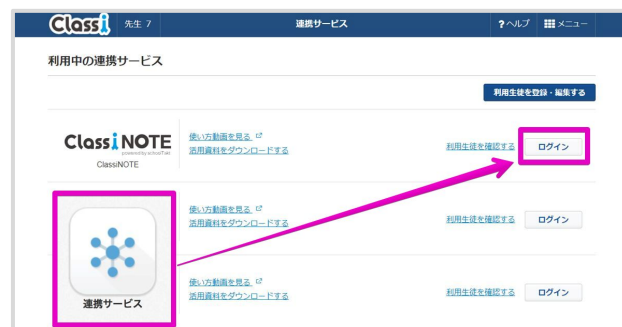 Classi 先生 7 連携サービス ?ヘルプ メニュー
利用中の連携サービス
利用生徒を登録・編集する
Classi NOTE
powered by schoolTakt
ClassiNOTE
使い方動画を見る
活用資料をダウンロードする
利用生徒を確認する ログイン
使い方動画を見る
活用資料をダウンロードする
利用生徒を確認する ログイン
連携サービス
使い方動画を見る
活用資料をダウンロードする
利用生徒を確認する ログイン